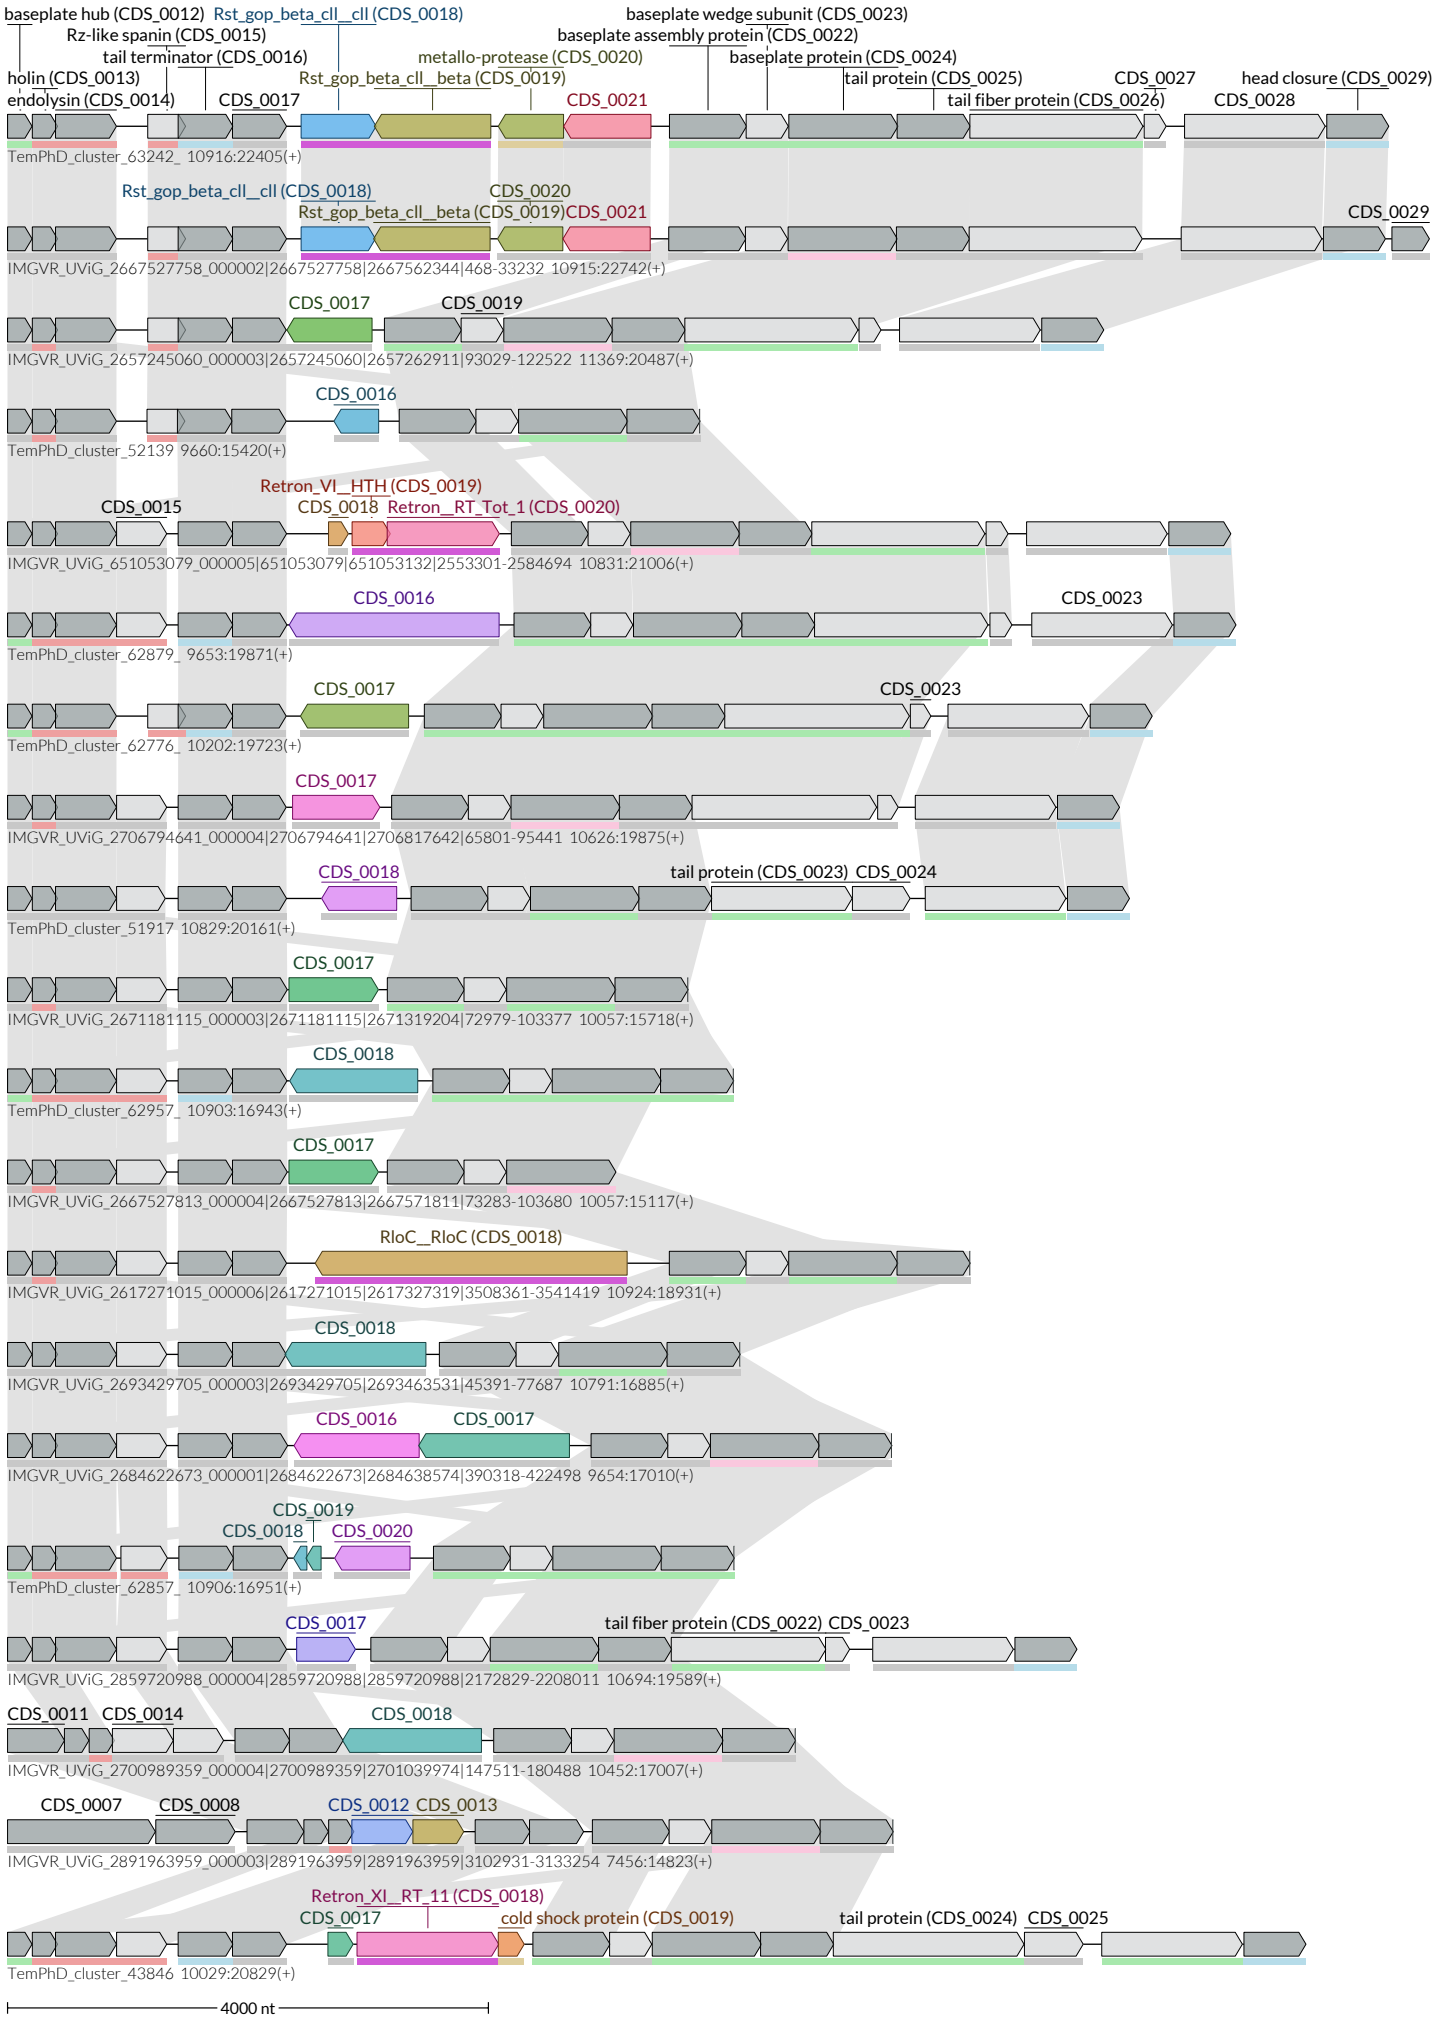 baseplate hub (CDS_0012) Rst_gop_beta_cll__cll (CDS_0018) baseplate wedge subunit (CDS_0023)
Rz-like spanin (CDS_0015) baseplate assembly protein (CDS_0022)
tail terminator (CDS_0016) metallo-protease (CDS_0020) baseplate protein (CDS_0024)
holin (CDS_0013) Rst_gop_beta_cll__beta (CDS_0019) tail protein (CDS_0025) CDS_0027 head closure (CDS_0029)
endolysin (CDS_0014) CDS_0017 CDS_0021 tail fiber protein (CDS_0026) CDS_0028
TemPhD_cluster_63242_ 10916:22405(+)
Rst_gop_beta_cll__cll (CDS_0018) CDS_0020
Rst_gop_beta_cll__beta (CDS_0019) CDS_0021 CDS_0029
IMGVR_UViG_2667527758_000002|2667527758|2667562344|468-33232 10915:22742(+)
CDS_0017 CDS_0019
IMGVR_UViG_2657245060_000003|2657245060|2657262911|93029-122522 11369:20487(+)
CDS_0016
TemPhD_cluster_52139 9660:15420(+)
Retron_VI__HTH (CDS_0019)
CDS_0015 CDS_0018 Retron__RT_Tot_1 (CDS_0020)
IMGVR_UViG_651053079_000005|651053079|651053132|2553301-2584694 10831:21006(+)
CDS_0016 CDS_0023
TemPhD_cluster_62879_ 9653:19871(+)
CDS_0017 CDS_0023
TemPhD_cluster_62776_ 10202:19723(+)
CDS_0017
IMGVR_UViG_2706794641_000004|2706794641|2706817642|65801-95441 10626:19875(+)
CDS_0018 tail protein (CDS_0023) CDS_0024
TemPhD_cluster_51917 10829:20161(+)
CDS_0017
IMGVR_UViG_2671181115_000003|2671181115|2671319204|72979-103377 10057:15718(+)
CDS_0018
TemPhD_cluster_62957_ 10903:16943(+)
CDS_0017
IMGVR_UViG_2667527813_000004|2667527813|2667571811|73283-103680 10057:15117(+)
RloC__RloC (CDS_0018)
IMGVR_UViG_2617271015_000006|2617271015|2617327319|3508361-3541419 10924:18931(+)
CDS_0018
IMGVR_UViG_2693429705_000003|2693429705|2693463531|45391-77687 10791:16885(+)
CDS_0016 CDS_0017
IMGVR_UViG_2684622673_000001|2684622673|2684638574|390318-422498 9654:17010(+)
CDS_0019
CDS_0018 CDS_0020
TemPhD_cluster_62857_ 10906:16951(+)
CDS_0017 tail fiber protein (CDS_0022) CDS_0023
IMGVR_UViG_2859720988_000004|2859720988|2859720988|2172829-2208011 10694:19589(+)
CDS_0011 CDS_0014 CDS_0018
IMGVR_UViG_2700989359_000004|2700989359|2701039974|147511-180488 10452:17007(+)
CDS_0007 CDS_0008 CDS_0012 CDS_0013
IMGVR_UViG_2891963959_000003|2891963959|2891963959|3102931-3133254 7456:14823(+)
Retron_XI__RT_11 (CDS_0018)
CDS_0017 cold shock protein (CDS_0019) tail protein (CDS_0024) CDS_0025
TemPhD_cluster_43846 10029:20829(+)
4000 nt